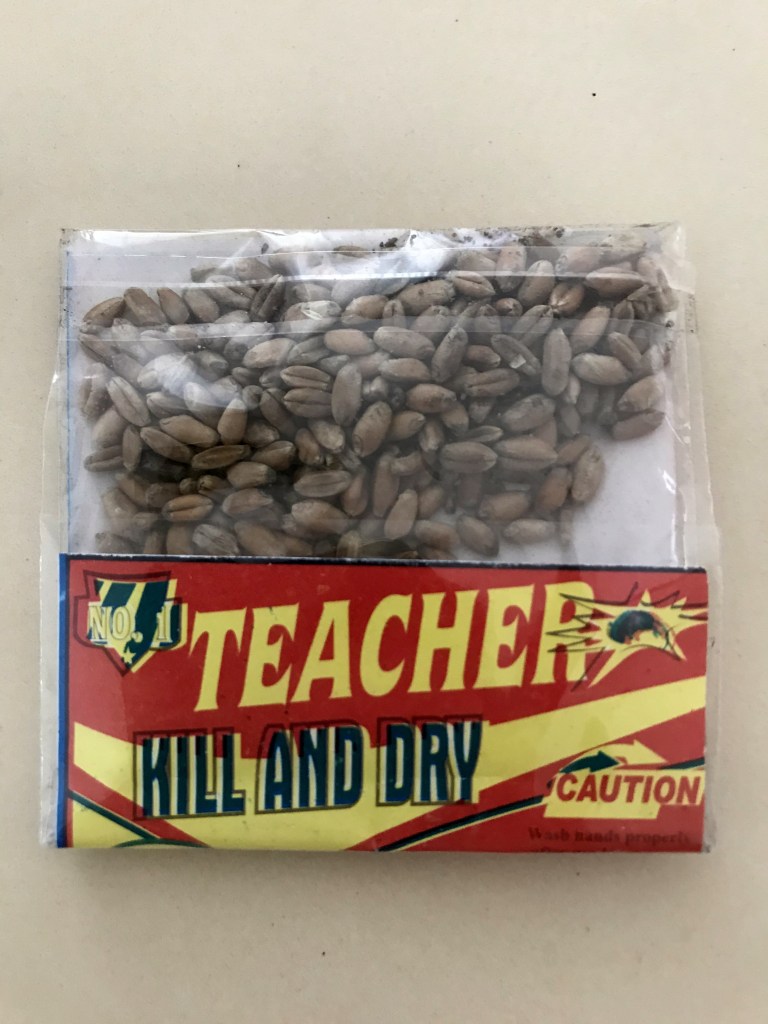 NO. 1
TEACHER
KILL AND DRY
CAUTION
Wash hands properly